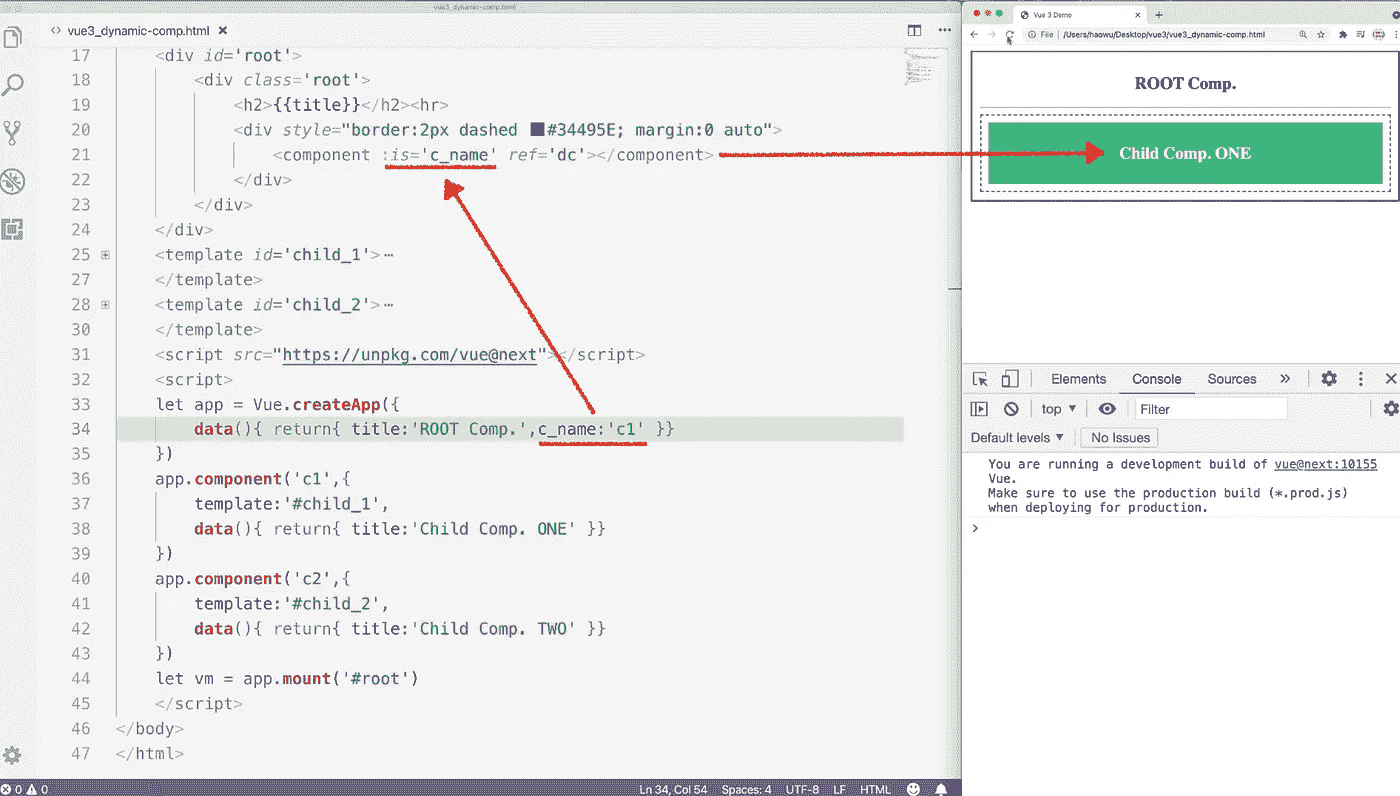 vue3_dynamic-comp.html
<> vue3_dynamic-comp.html ×
17 <div id='root'>
18 <div class='root'>
19 <h2>{{title}}</h2><hr>
20 <div style="border:2px dashed #34495E; margin:0 auto">
21 <component :is='c_name' ref='dc'></component>
22 </div>
23 </div>
24 </div>
25 <template id='child_1'>⋯
27 </template>
28 <template id='child_2'>⋯
30 </template>
31 <script src="https://unpkg.com/vue@next"></script>
32 <script>
33 let app = Vue.createApp({
34 data(){ return{ title:'ROOT Comp.',c_name:'c1' }}
35 })
36 app.component('c1',{
37 template:'#child_1',
38 data(){ return{ title:'Child Comp. ONE' }}
39 })
40 app.component('c2',{
41 template:'#child_2',
42 data(){ return{ title:'Child Comp. TWO' }}
43 })
44 let vm = app.mount('#root')
45 </script>
46 </body>
47 </html>
0 0 Ln 34, Col 54 Spaces: 4 UTF-8 LF HTML
Vue 3 Demo
File | /Users/haowu/Desktop/vue3/vue3_dynamic-comp.html
ROOT Comp.
Child Comp. ONE
Elements Console Sources »
top ▼ Filter
Default levels ▼ No Issues
You are running a development build of vue@next:10155
Vue.
Make sure to use the production build (*.prod.js)
when deploying for production.
>